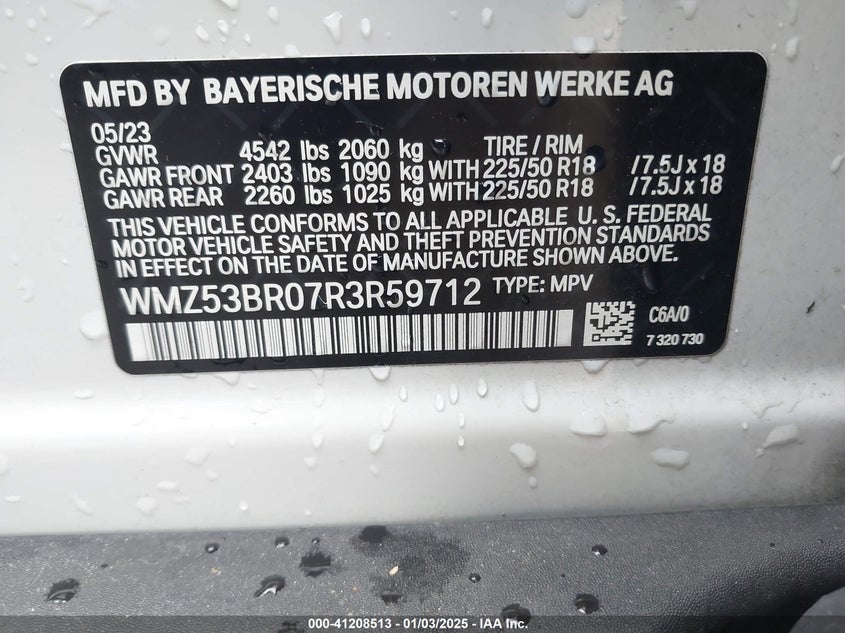 MFD BY BAYERISCHE MOTOREN WERKE AG
05/23
GVWR 4542 lbs 2060 kg TIRE / RIM
GAWR FRONT 2403 lbs 1090 kg WITH 225/50 R18 /7.5J x 18
GAWR REAR 2260 lbs 1025 kg WITH 225/50 R18 /7.5J x 18
THIS VEHICLE CONFORMS TO ALL APPLICABLE U. S. FEDERAL
MOTOR VEHICLE SAFETY AND THEFT PREVENTION STANDARDS
IN EFFECT ON THE DATE OF MANUFACTURE SHOWN ABOVE.
WMZ53BR07R3R59712 TYPE: MPV
C6A/0
7 320 730
000-41208513 - 01/03/2025 - © IAA Inc.